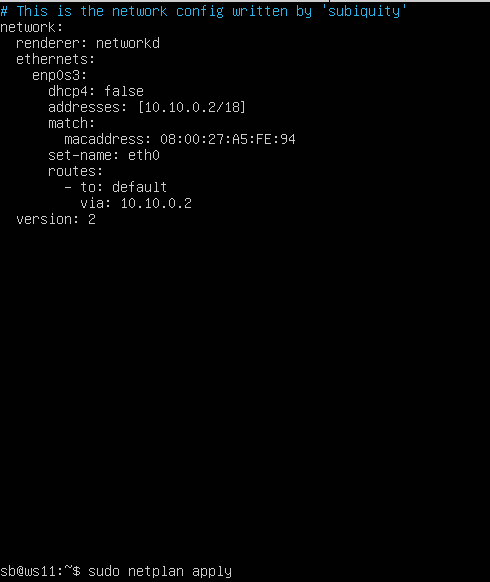 # This is the network config written by 'subiquity'
network:
  renderer: networkd
  ethernets:
    enp0s3:
      dhcp4: false
      addresses: [10.10.0.2/18]
      match:
        macaddress: 08:00:27:A5:FE:94
      set-name: eth0
      routes:
        - to: default
          via: 10.10.0.2
  version: 2
sb@ws11:~$ sudo netplan apply